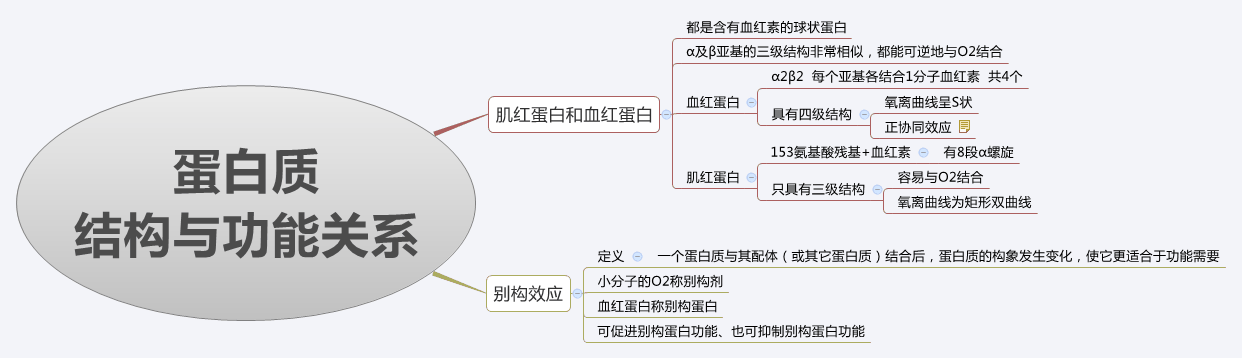 蛋白质
结构与功能关系
肌红蛋白和血红蛋白
都是含有血红素的球状蛋白
α及β亚基的三级结构非常相似，都能可逆地与O2结合
血红蛋白
α2β2 每个亚基各结合1分子血红素 共4个
具有四级结构
氧离曲线呈S状
正协同效应
肌红蛋白
153氨基酸残基+血红素
有8段α螺旋
只具有三级结构
容易与O2结合
氧离曲线为矩形双曲线
别构效应
定义
一个蛋白质与其配体（或其它蛋白质）结合后，蛋白质的构象发生变化，使它更适合于功能需要
小分子的O2称别构剂
血红蛋白称别构蛋白
可促进别构蛋白功能、也可抑制别构蛋白功能